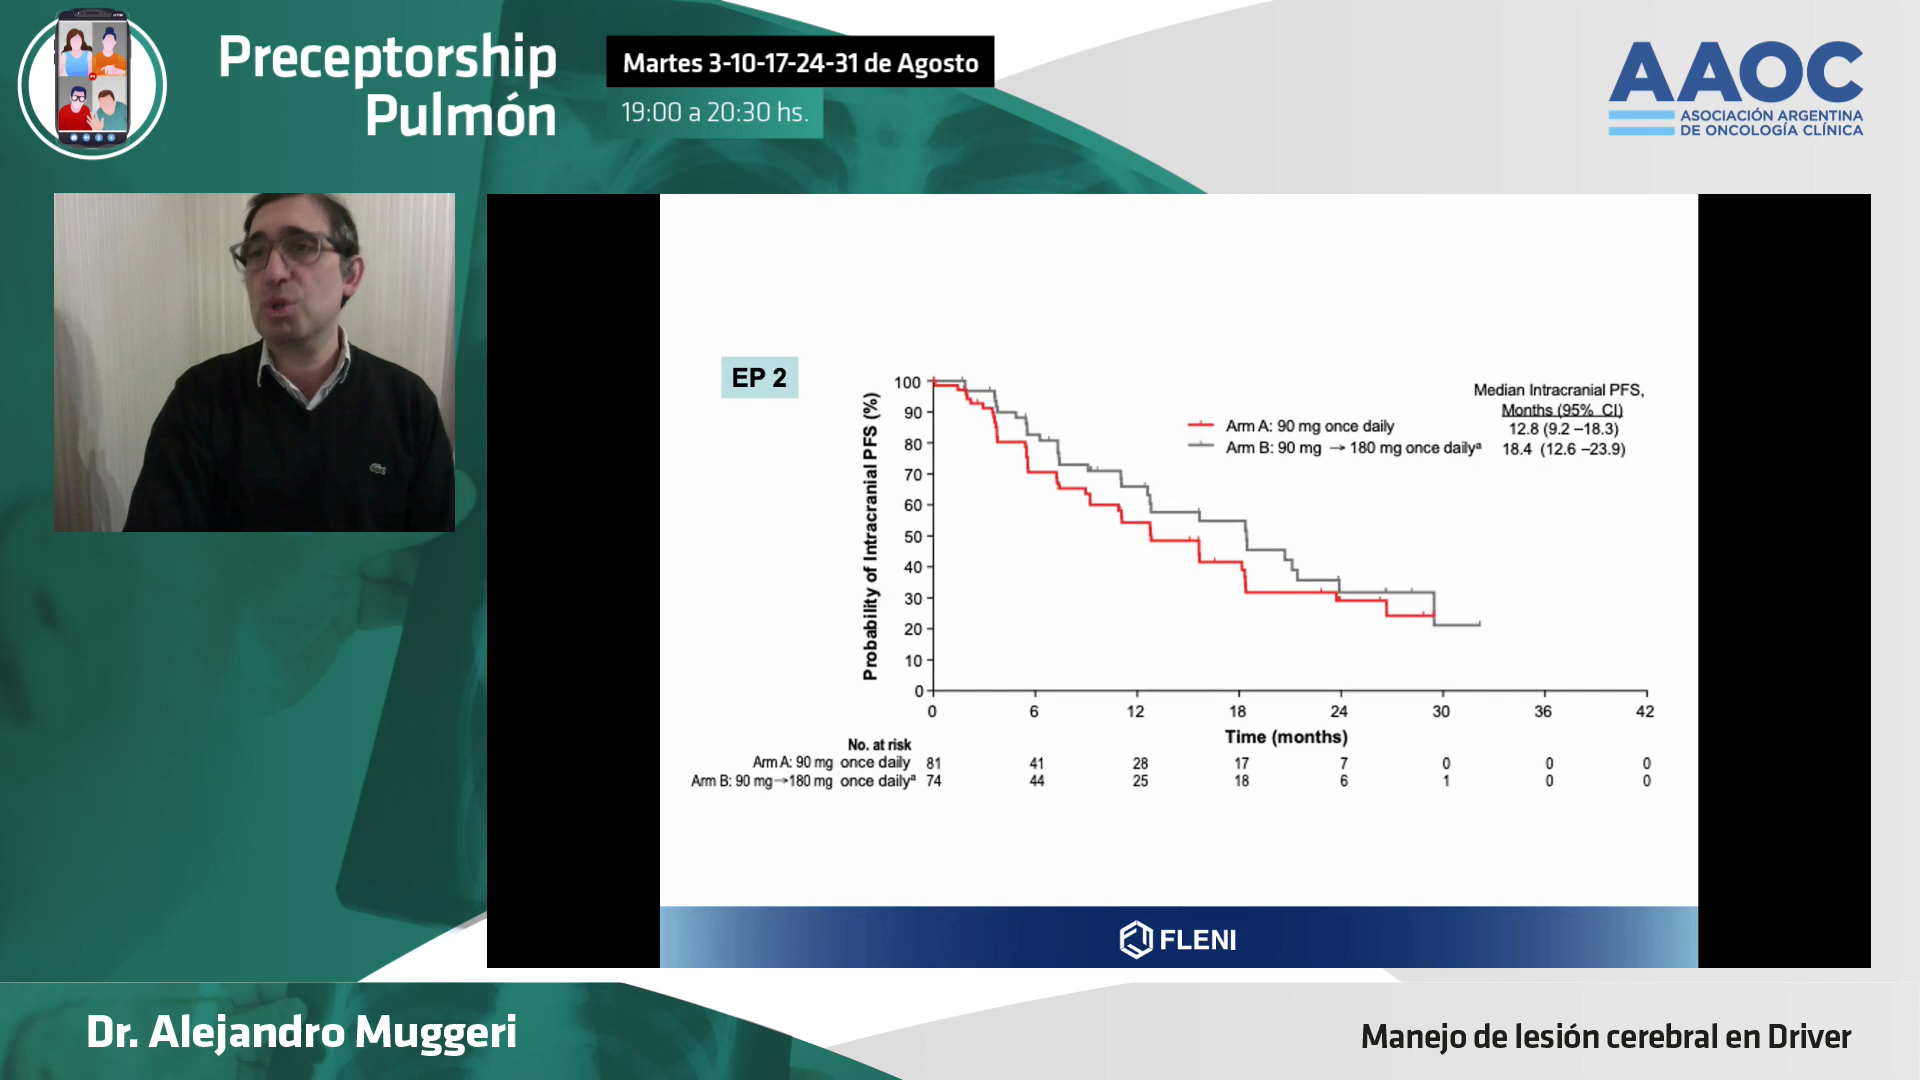 Preceptorship
Pulmón
Martes 3-10-17-24-31 de Agosto
19:00 a 20:30 hs.
AAOC
ASOCIACIÓN ARGENTINA
DE ONCOLOGÍA CLÍNICA
EP 2
Probability of Intracranial PFS (%)
100
90
80
70
60
50
40
30
20
10
0
Median Intracranial PFS,
Months (95% CI)
Arm A: 90 mg once daily 12.8 (9.2 –18.3)
Arm B: 90 mg → 180 mg once dailyª 18.4 (12.6 –23.9)
0 6 12 18 24 30 36 42
Time (months)
No. at risk
Arm A: 90 mg once daily 81 41 28 17 7 0 0 0
Arm B: 90 mg→180 mg once dailyª 74 44 25 18 6 1 0 0
FLENI
Dr. Alejandro Muggeri
Manejo de lesión cerebral en Driver